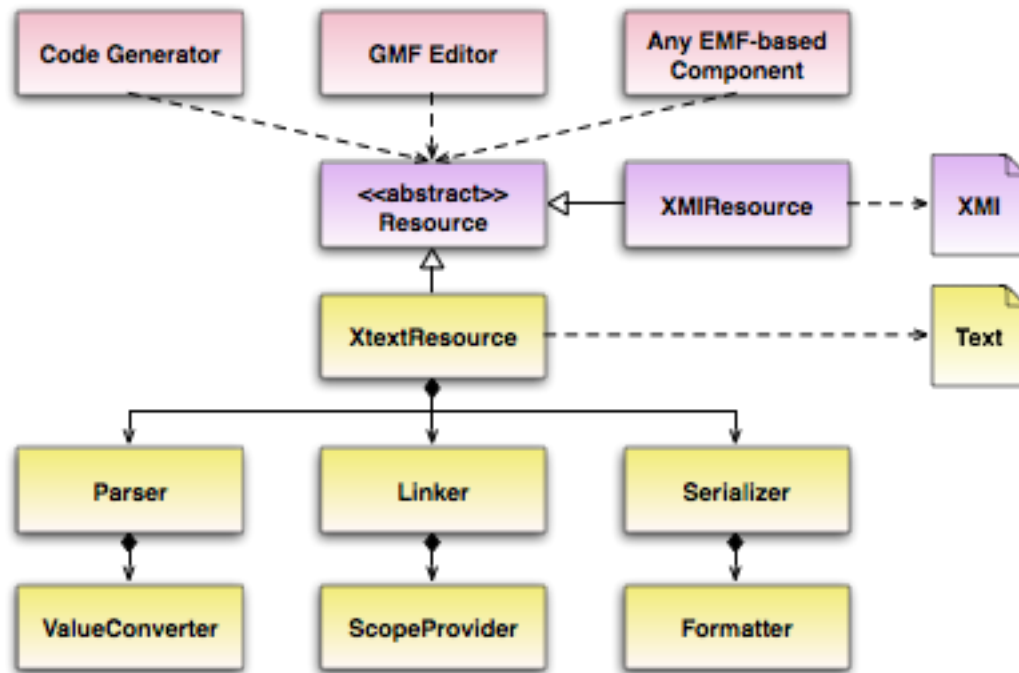 Code Generator
GMF Editor
Any EMF-based
Component
<<abstract>>
Resource
XMIResource
XMI
XtextResource
Text
Parser
Linker
Serializer
ValueConverter
ScopeProvider
Formatter